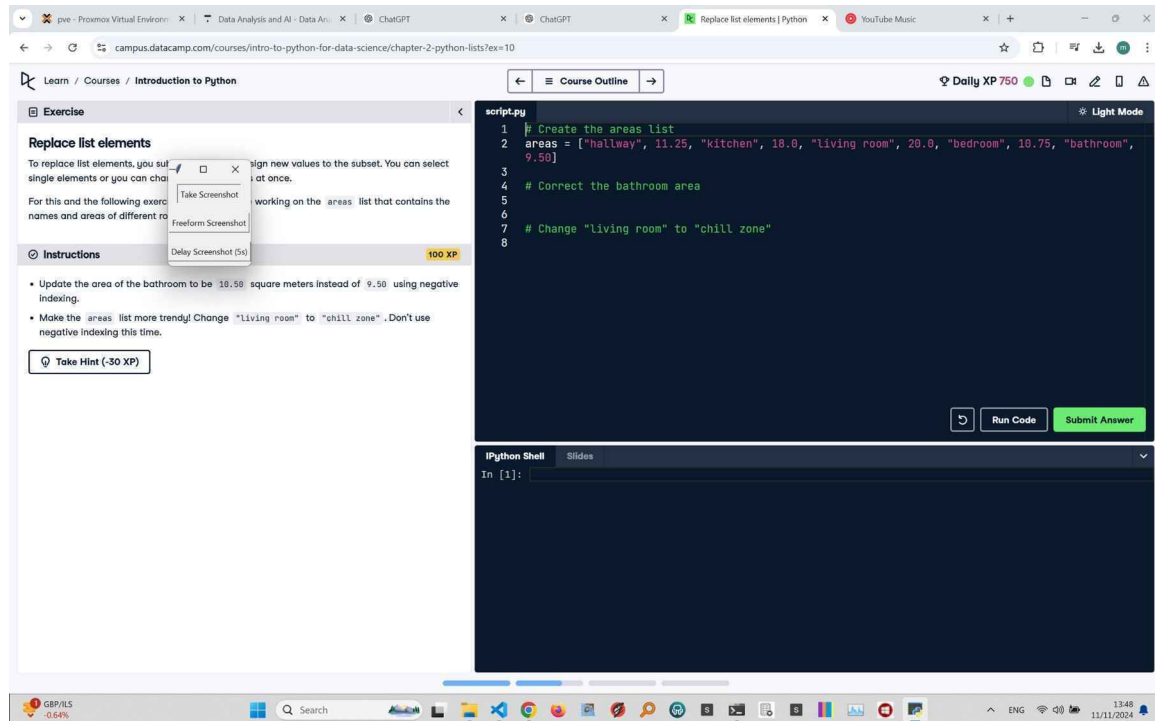 pve - Proxmox Virtual Environm
Data Analysis and AI - Data An
ChatGPT
ChatGPT
Replace list elements | Python
YouTube Music
campus.datacamp.com/courses/intro-to-python-for-data-science/chapter-2-python-lists?ex=10
m
Learn / Courses / Introduction to Python
Course Outline
Daily XP 750
Exercise
Replace list elements
To replace list elements, you sub
sign new values to the subset. You can select
single elements or you can cha
s at once.
For this and the following exerc
working on the areas list that contains the
names and areas of different ro
Take Screenshot
Freeform Screenshot
Delay Screenshot (5s)
Instructions
100 XP
• Update the area of the bathroom to be 10.50 square meters instead of 9.50 using negative
indexing.
• Make the areas list more trendy! Change "living room" to "chill zone". Don't use
negative indexing this time.
Take Hint (-30 XP)
script.py
Light Mode
1 # Create the areas list
2 areas = ["hallway", 11.25, "kitchen", 18.0, "living room", 20.0, "bedroom", 10.75, "bathroom",
9.50]
3
4 # Correct the bathroom area
5
6
7 # Change "living room" to "chill zone"
8
Run Code
Submit Answer
IPython Shell
Slides
In [1]:
1
GBP/ILS
-0.64%
Search
ENG
13:48
11/11/2024